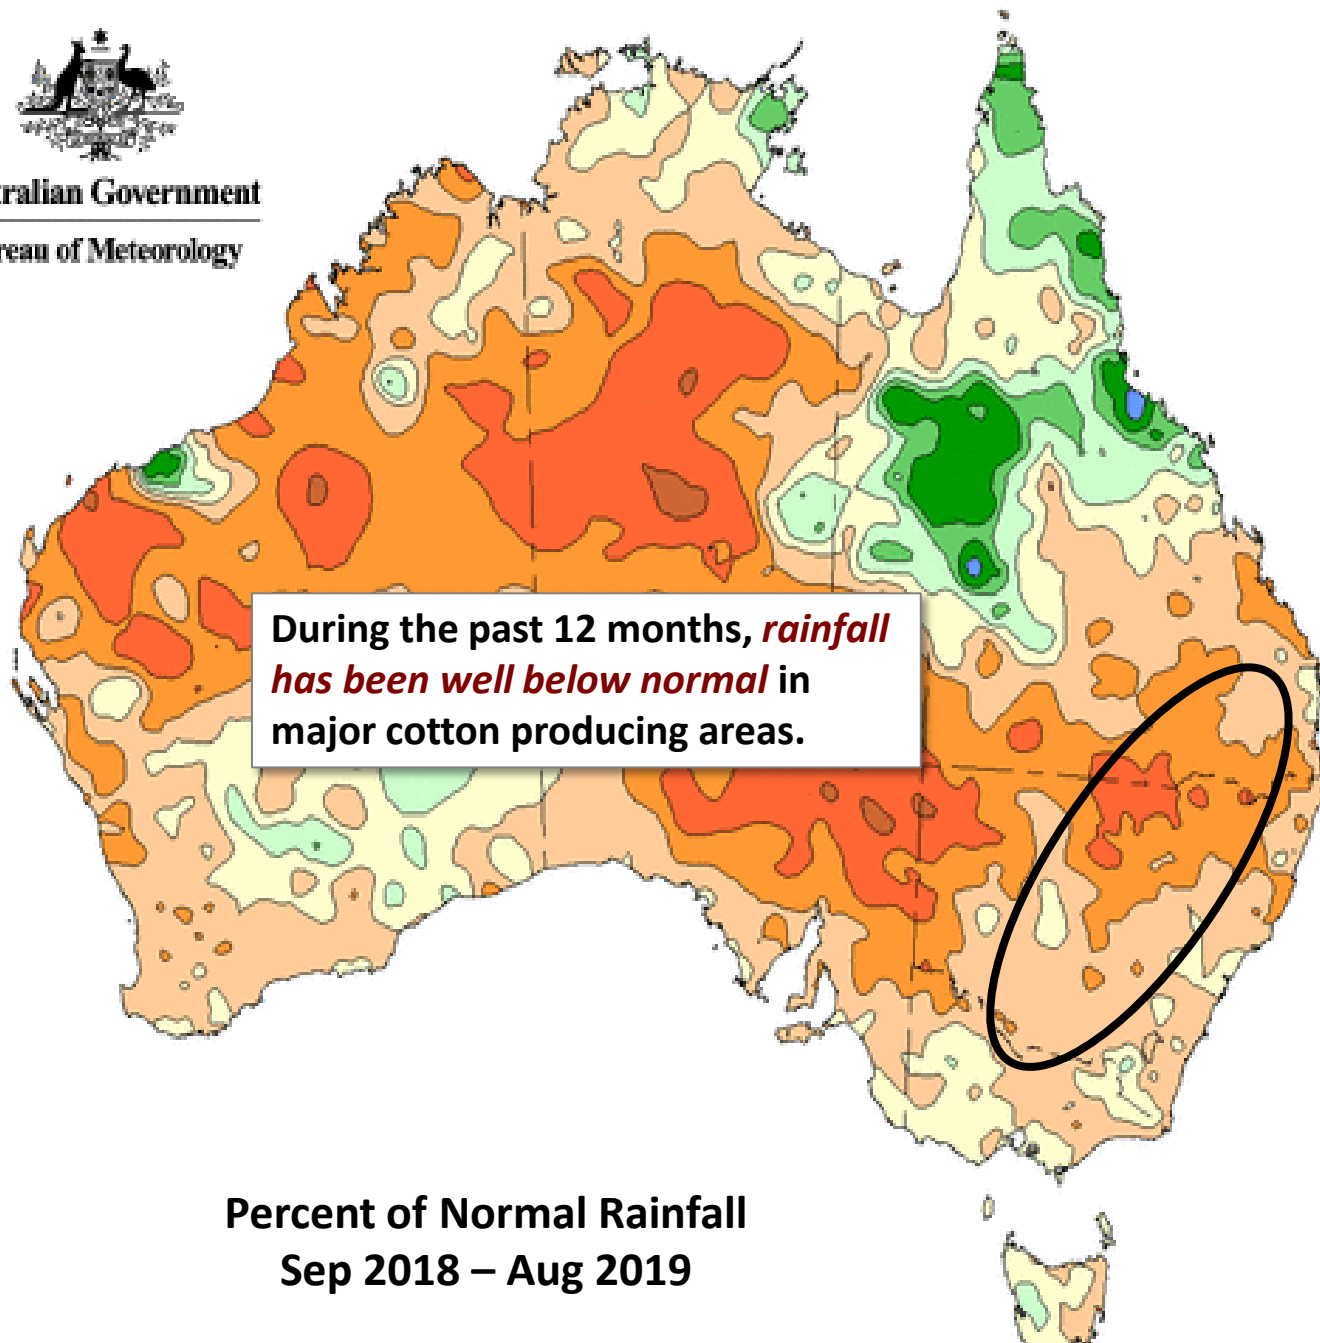 tralian Government
reau of Meteorology
During the past 12 months, rainfall
has been well below normal in
major cotton producing areas.
Percent of Normal Rainfall
Sep 2018 – Aug 2019